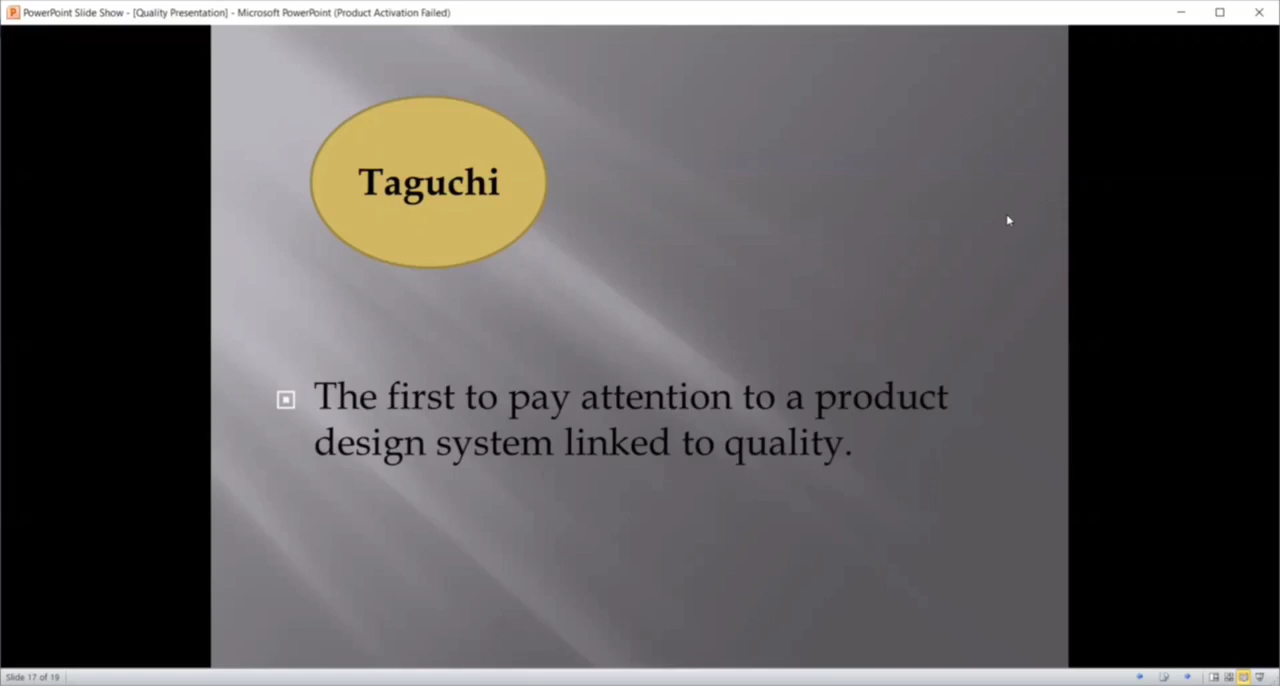 PowerPoint Slide Show - [Quality Presentation] - Microsoft PowerPoint (Product Activation Failed)
Taguchi
The first to pay attention to a product
design system linked to quality.
Slide 17 of 19